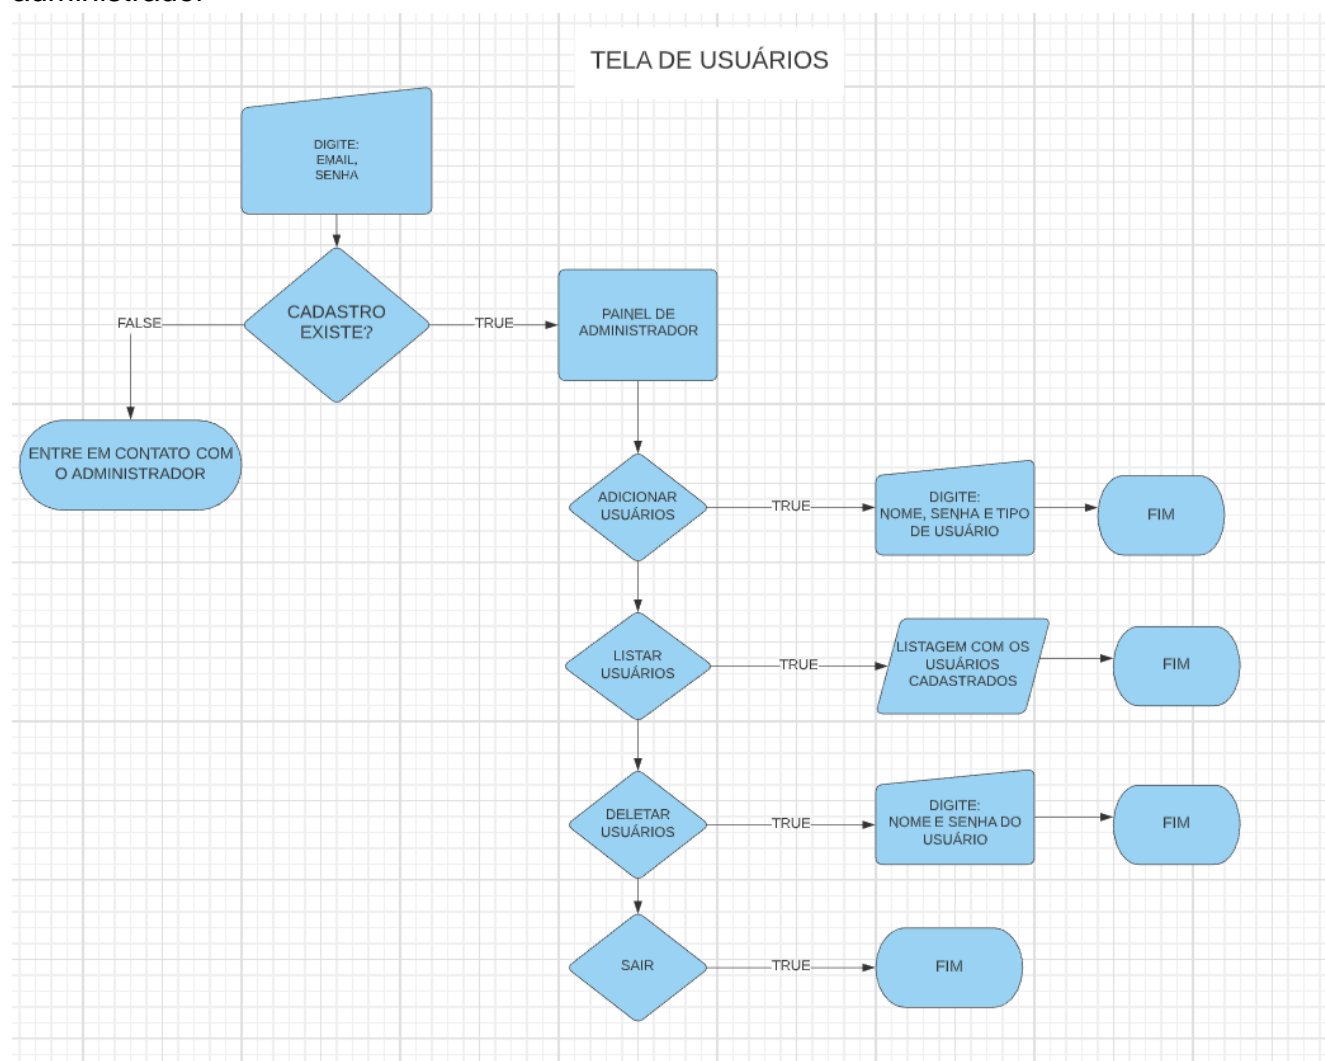 TELA DE USUÁRIOS
DIGITE:
EMAIL,
SENHA
CADASTRO
EXISTE?
FALSE
TRUE
PAINEL DE
ADMINISTRADOR
ENTRE EM CONTATO COM
O ADMINISTRADOR
ADICIONAR
USUÁRIOS
TRUE
DIGITE:
NOME, SENHA E TIPO
DE USUÁRIO
FIM
LISTAR
USUÁRIOS
TRUE
LISTAGEM COM OS
USUÁRIOS
CADASTRADOS
FIM
DELETAR
USUÁRIOS
TRUE
DIGITE:
NOME E SENHA DO
USUÁRIO
FIM
SAIR
TRUE
FIM